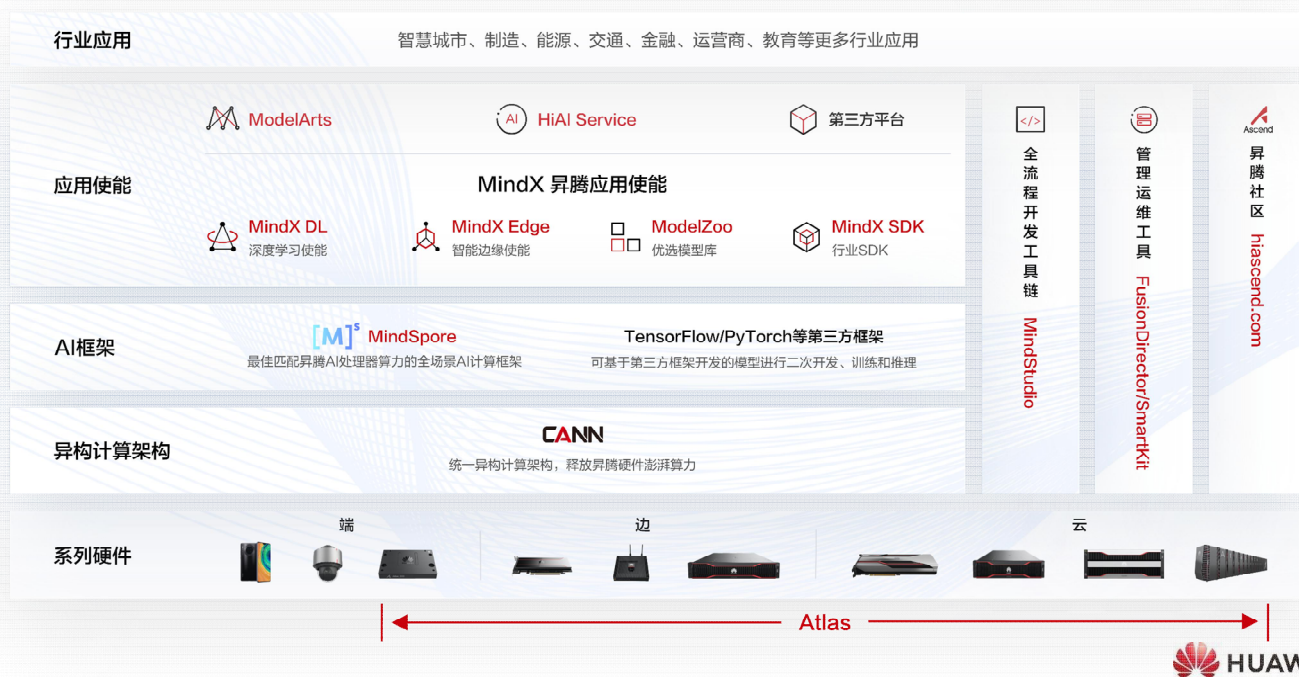 行业应用
智慧城市、制造、能源、交通、金融、运营商、教育等更多行业应用
应用使能
ModelArts
AI
HiAI Service
第三方平台
MindX 昇腾应用使能
MindX DL
深度学习使能
MindX Edge
智能边缘使能
ModelZoo
优选模型库
MindX SDK
行业SDK
AI框架
[M]s MindSpore
最佳匹配昇腾AI处理器算力的全场景AI计算框架
TensorFlow/PyTorch等第三方框架
可基于第三方框架开发的模型进行二次开发、训练和推理
异构计算架构
CANN
统一异构计算架构，释放昇腾硬件澎湃算力
</>
全流程开发工具链 MindStudio
管理运维工具 FusionDirector/SmartKit
Ascend
昇腾社区 hiascend.com
系列硬件
端
边
云
Atlas
HUAW